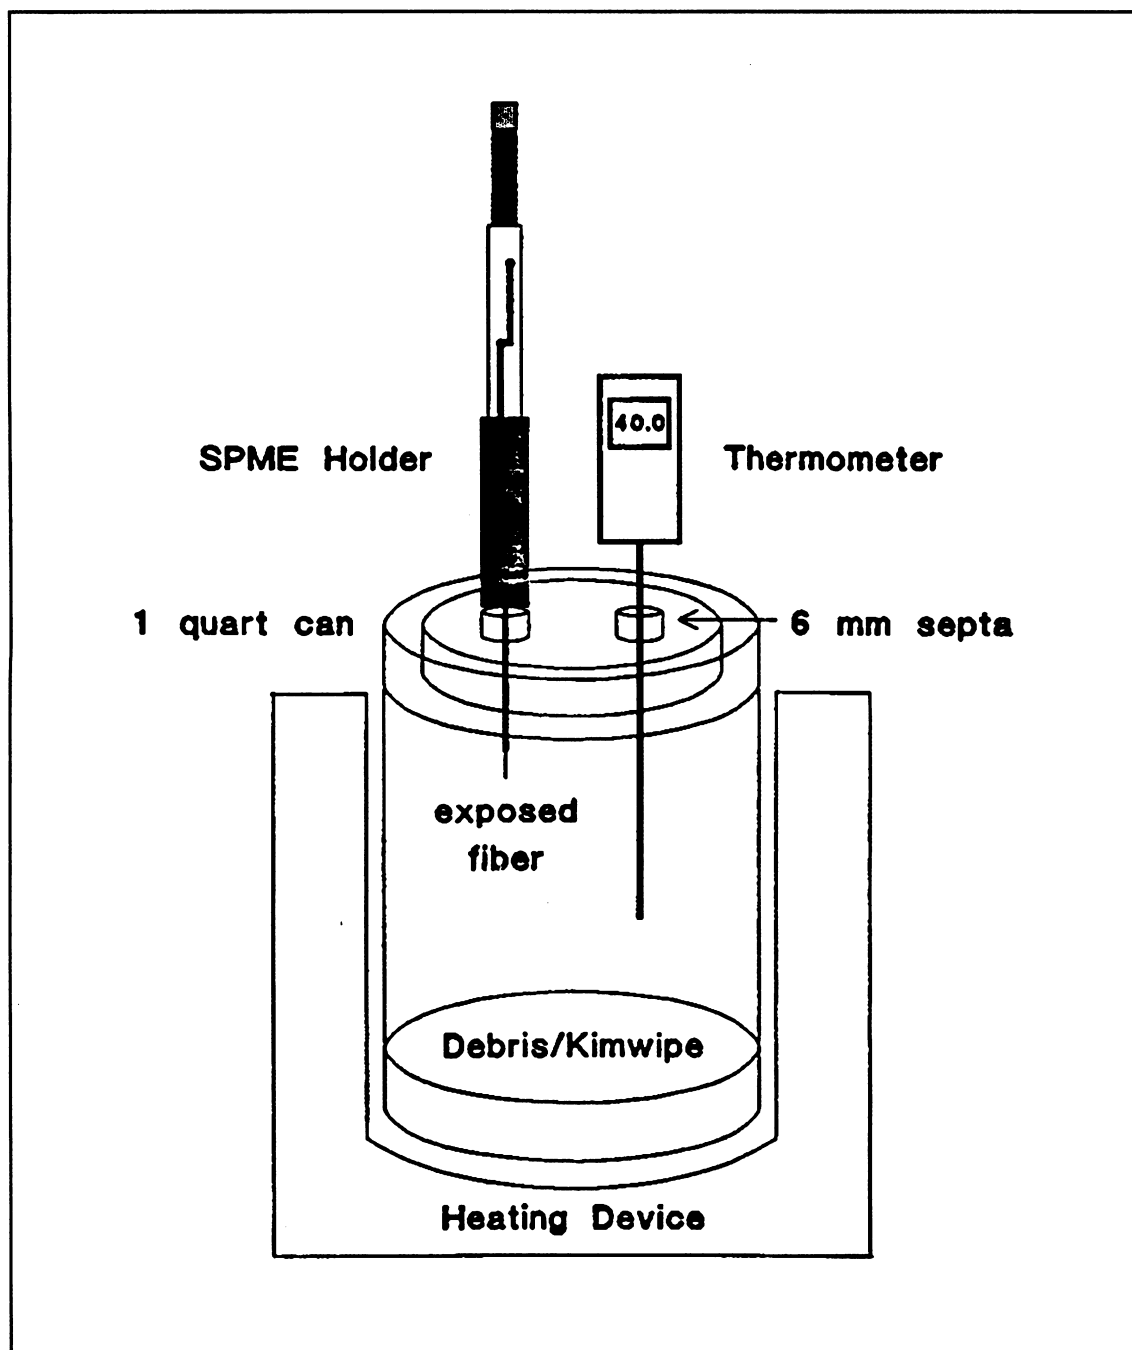 40.0
SPME Holder
Thermometer
1 quart can
6 mm septa
exposed
fiber
Debris/Kimwipe
Heating Device